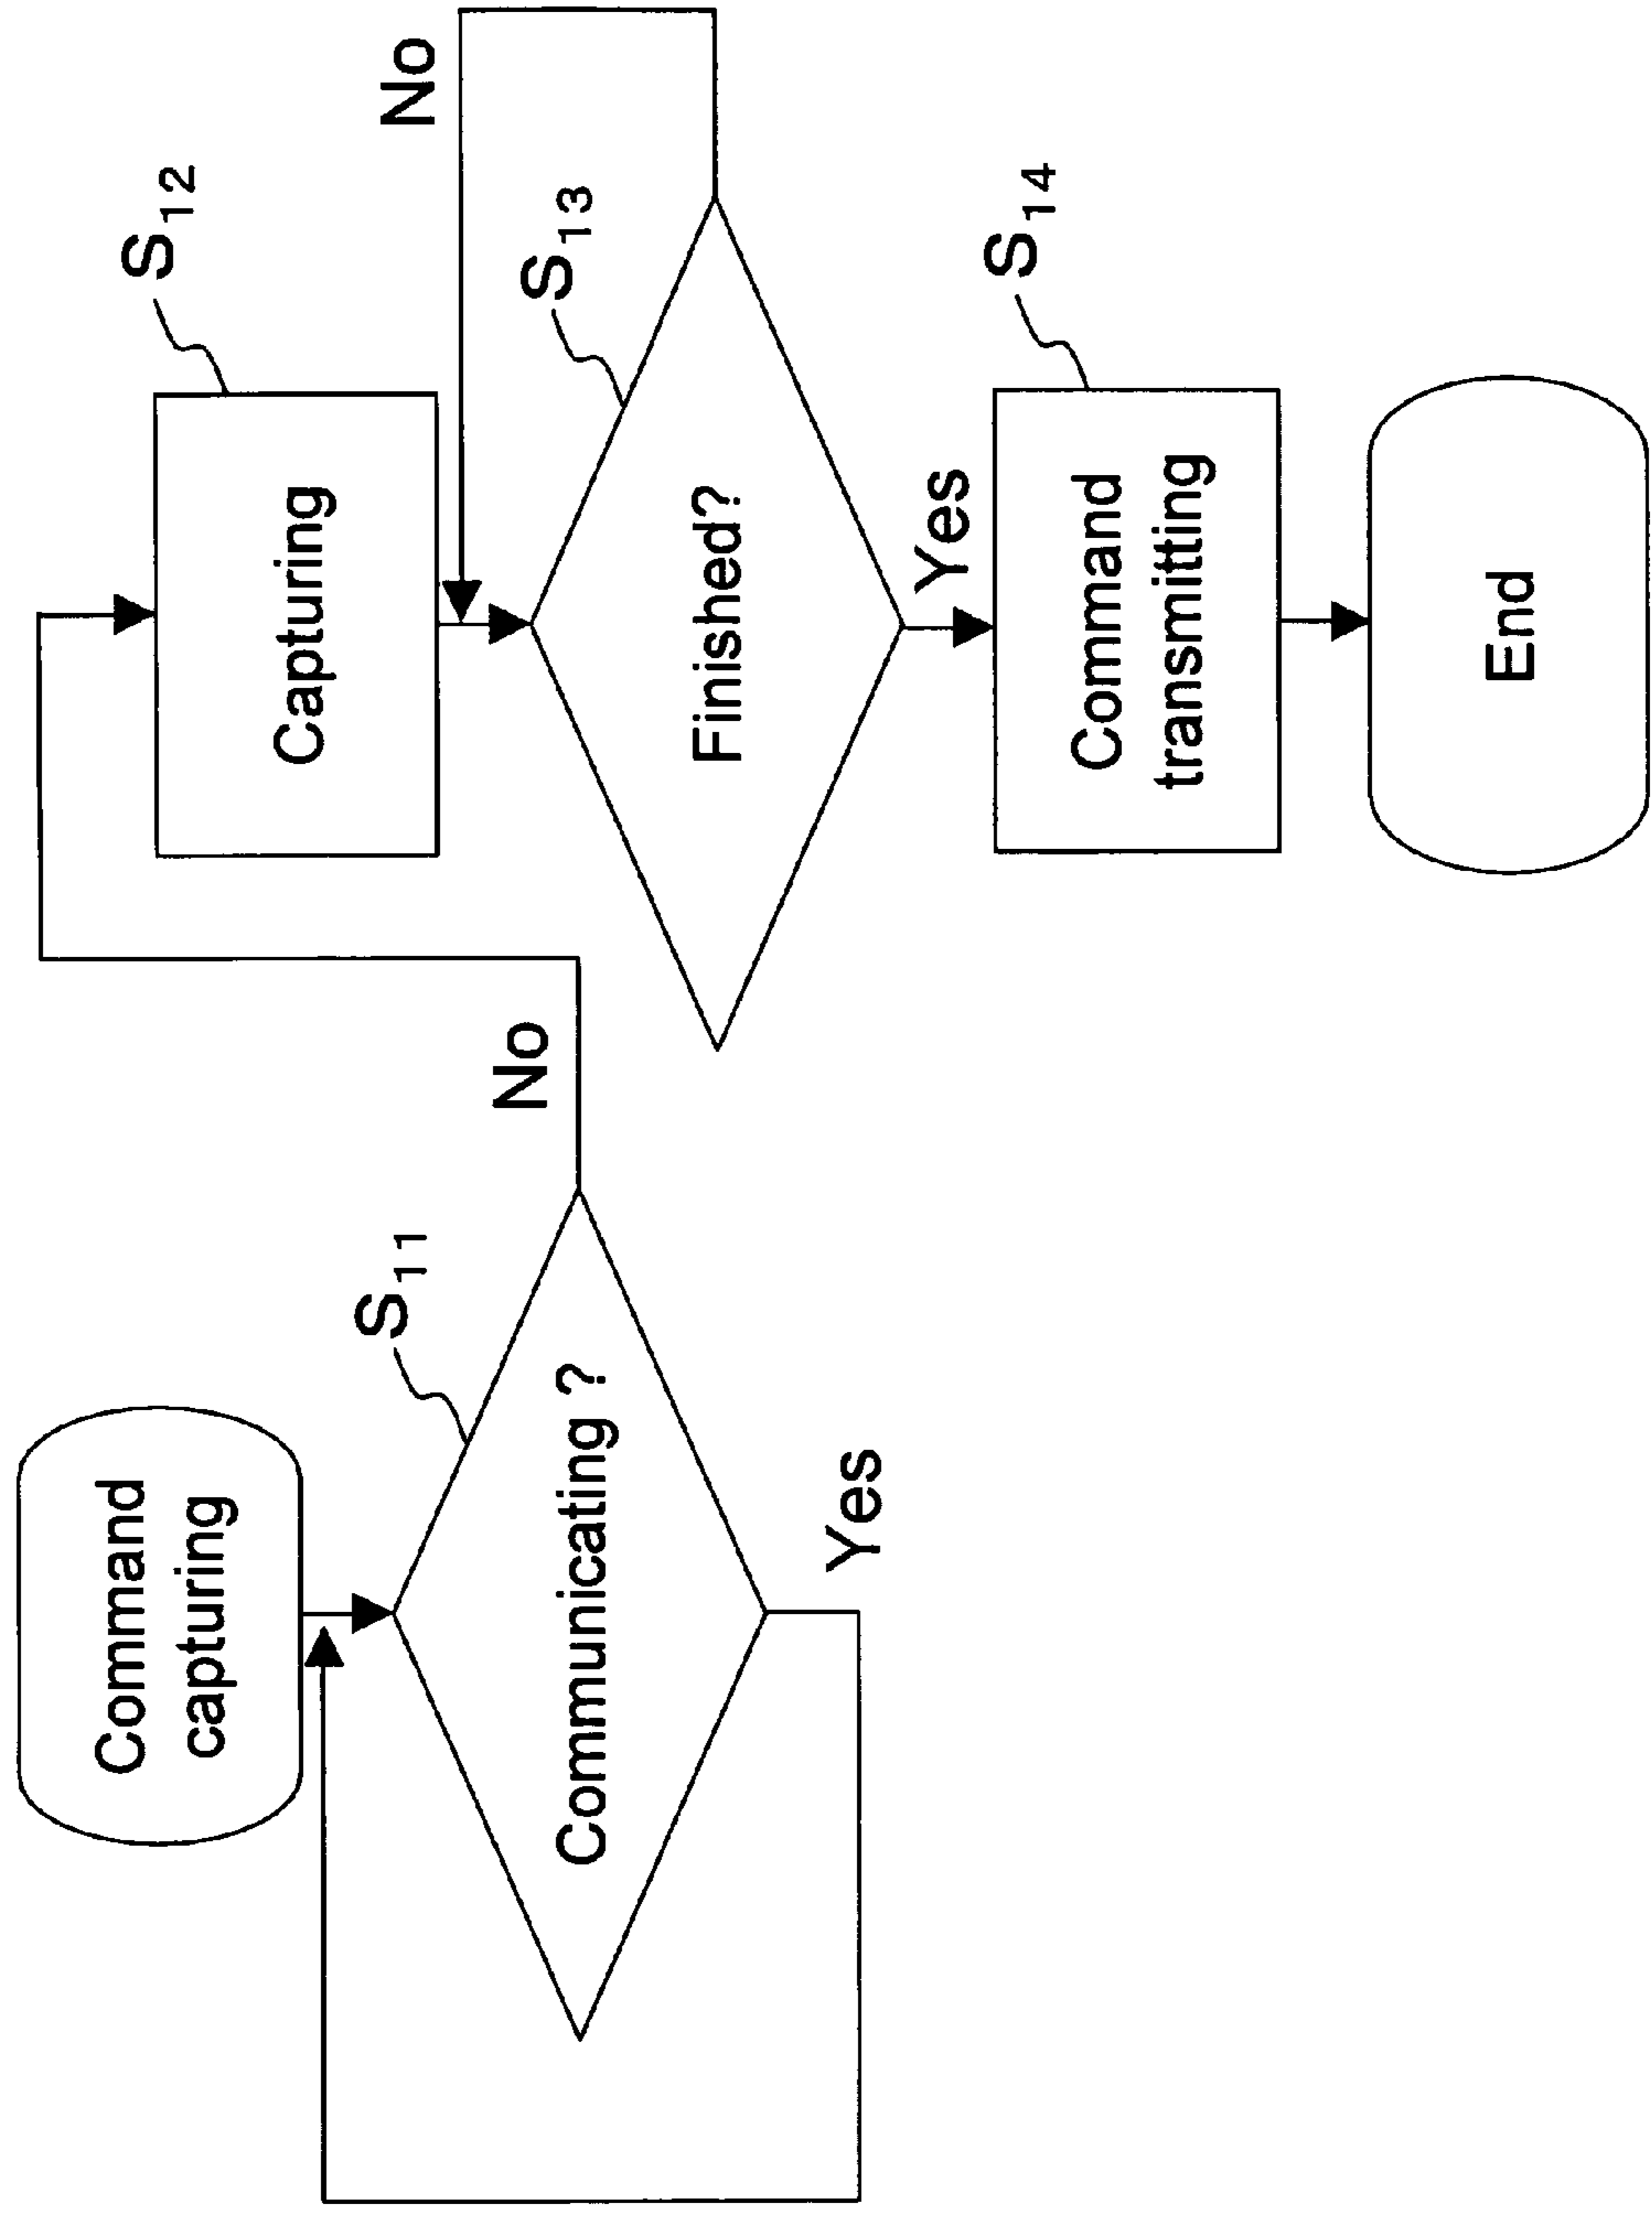 Command
capturing
S11
Communicating ?
No
Yes
S12
Capturing
No
S13
Finished?
Yes
S14
Command
transmitting
End